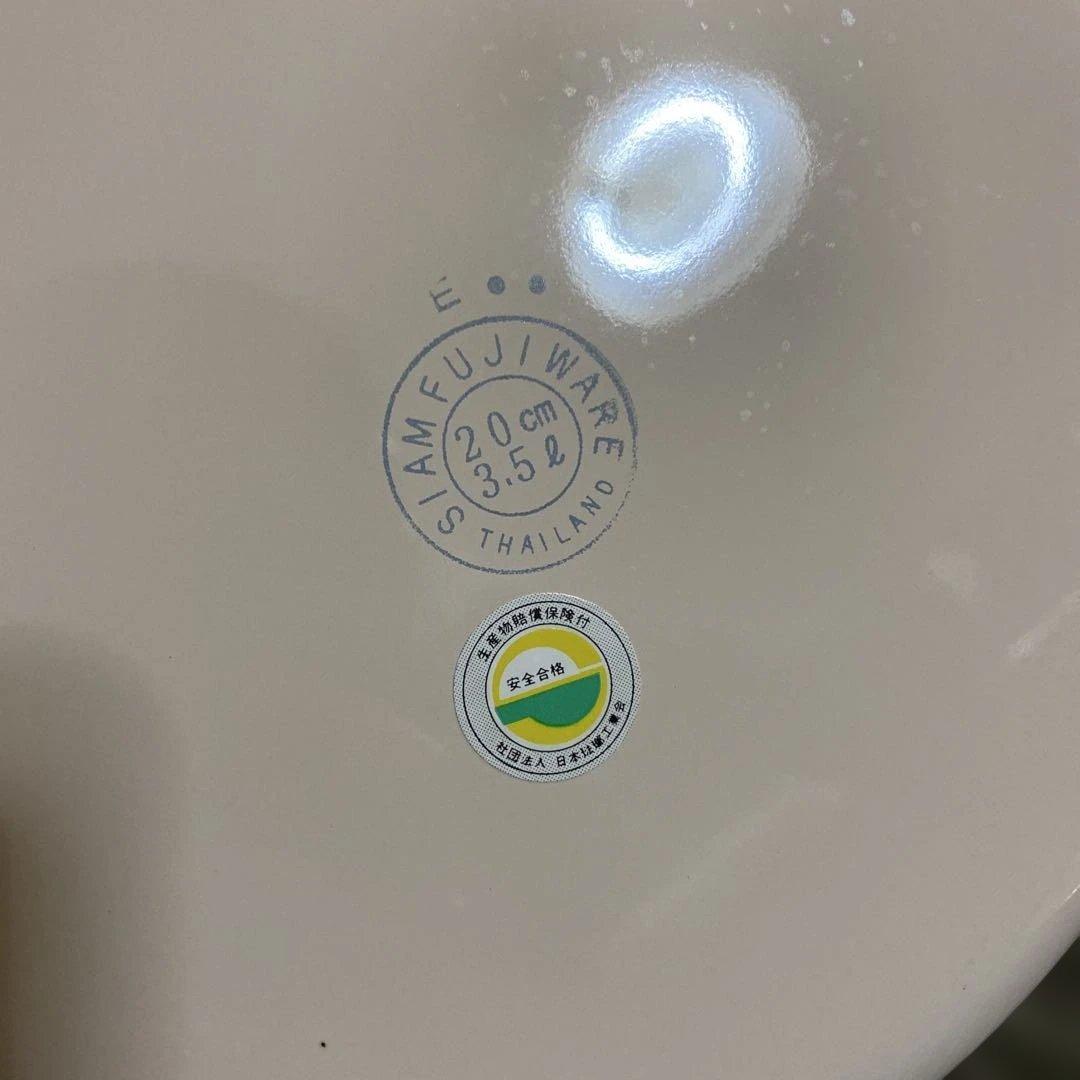 E
SIAM FUJIWARE
20cm
3.5ℓ
THAILAND
生産物賠償保険付
安全合格
社団法人 日本琺瑯工業会